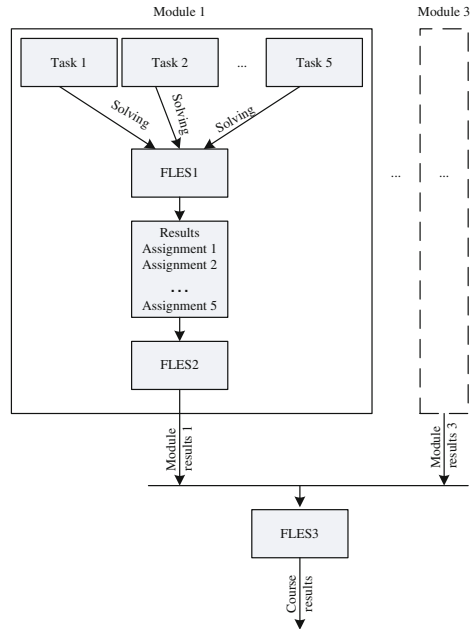 Module 1
Module 3
Task 1
Task 2
...
Task 5
Solving
Solving
Solving
FLES1
...
...
Results
Assignment 1
Assignment 2
...
Assignment 5
FLES2
Module
results 1
Module
results 3
FLES3
Course
results